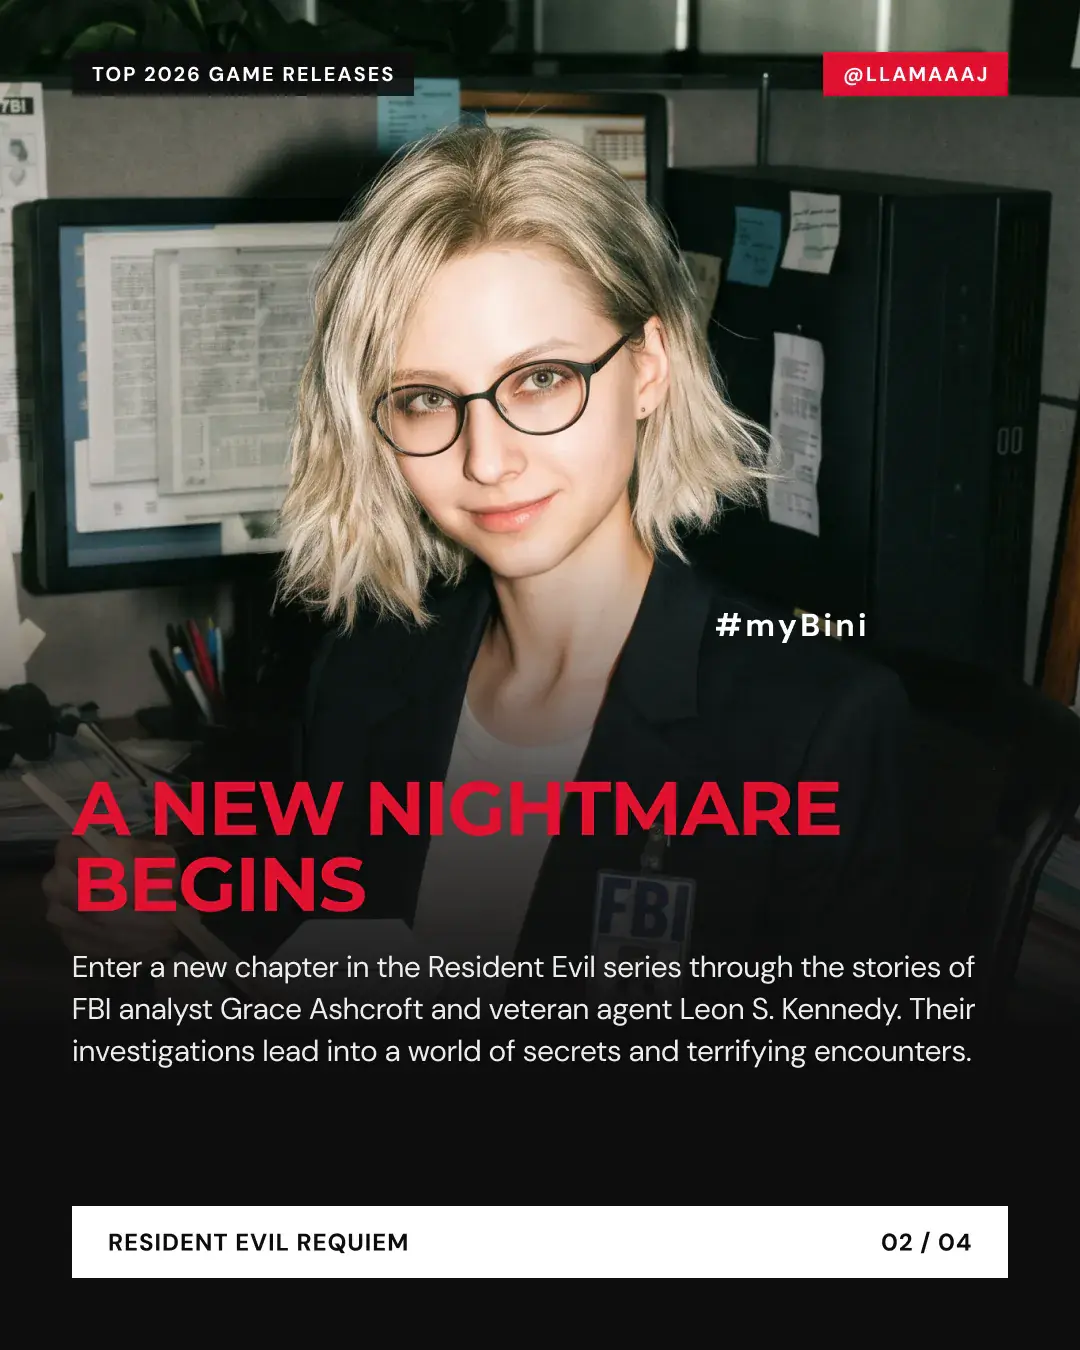 TOP 2026 GAME RELEASES
@LLAMAAAJ
#myBini
A NEW NIGHTMARE
BEGINS
FBI
Enter a new chapter in the Resident Evil series through the stories of
FBI analyst Grace Ashcroft and veteran agent Leon S. Kennedy. Their
investigations lead into a world of secrets and terrifying encounters.
RESIDENT EVIL REQUIEM
02 / 04